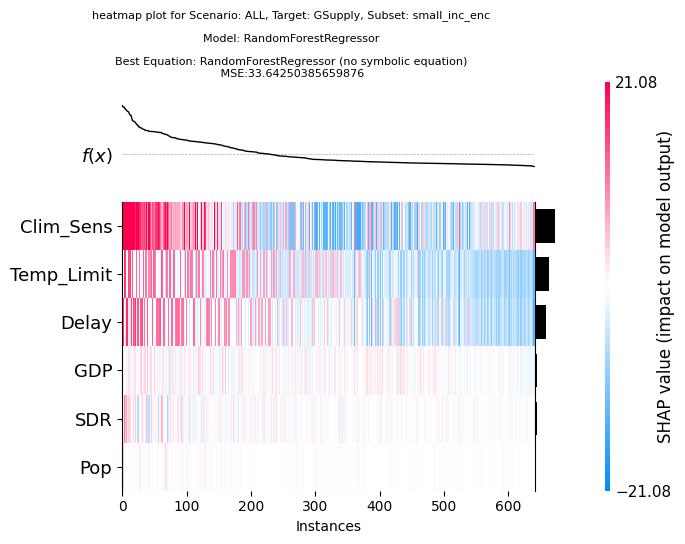 heatmap plot for Scenario: ALL, Target: GSupply, Subset: small_inc_enc
Model: RandomForestRegressor
Best Equation: RandomForestRegressor (no symbolic equation)
MSE:33.64250385659876
21.08
f(x)
Clim_Sens
Temp_Limit
Delay
GDP
SDR
Pop
0 100 200 300 400 500 600
Instances
SHAP value (impact on model output)
−21.08